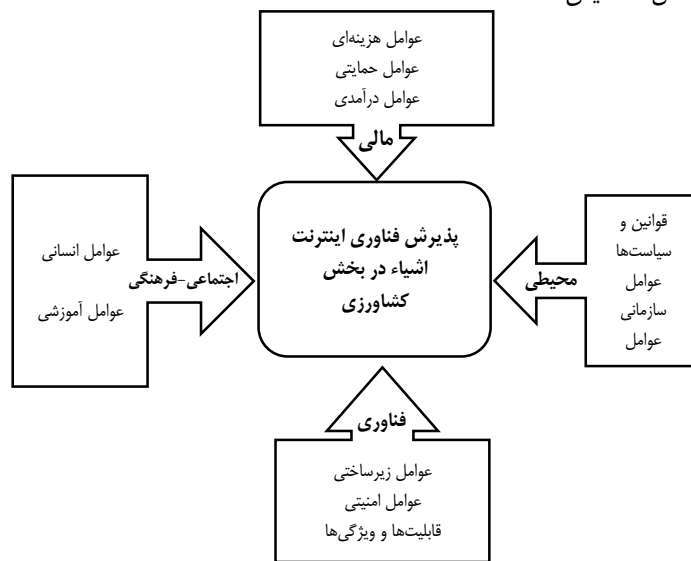 عوامل هزینه‌ای
عوامل حمایتی
عوامل درآمدی
مالی
پذیرش فناوری اینترنت
اشیاء در بخش
کشاورزی
قوانین و
سیاست‌ها
عوامل
سازمانی
عوامل
محیطی
اجتماعی-فرهنگی
عوامل انسانی
عوامل آموزشی
فناوری
عوامل زیرساختی
عوامل امنیتی
قابلیت‌ها و ویژگی‌ها